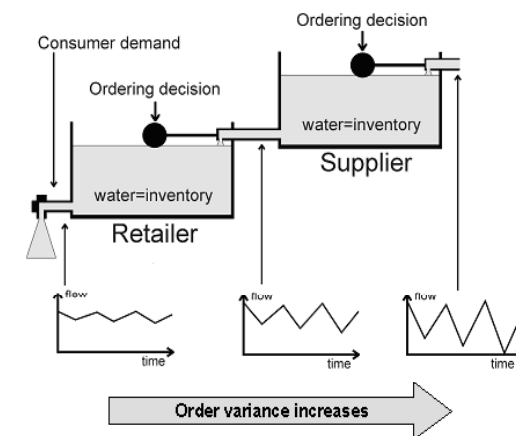 Ordering decision
Consumer demand
Ordering decision
water=inventory
Supplier
water=inventory
Retailer
flow
time
flow
time
flow
time
Order variance increases